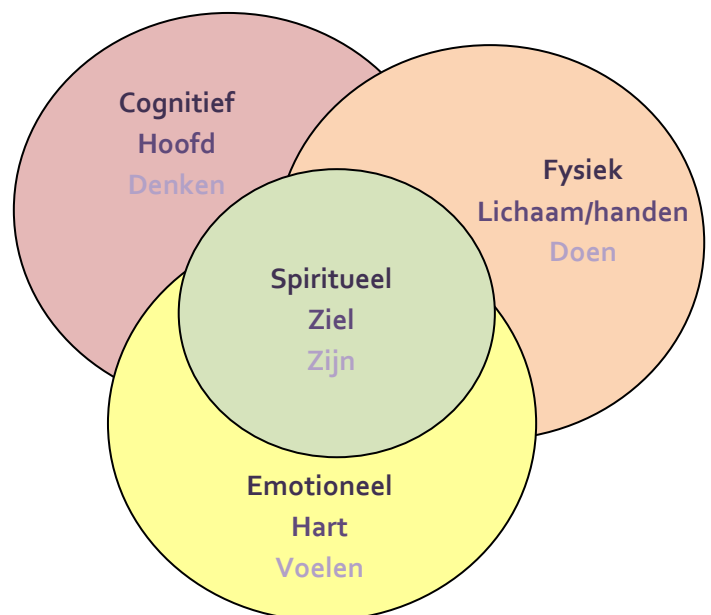 Cognitief
Hoofd
Denken
Fysiek
Lichaam/handen
Doen
Spiritueel
Ziel
Zijn
Emotioneel
Hart
Voelen